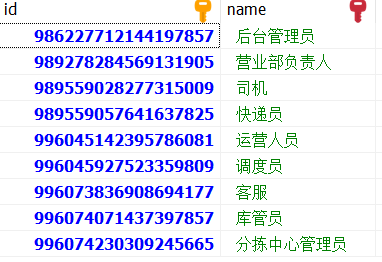 id name
986227712144197857 后台管理员
989278284569131905 营业部负责人
989559028277315009 司机
989559057641637825 快递员
996045142395786081 运营人员
996045927523359809 调度员
996073836908694177 客服
996074071437397857 库管员
996074230309245665 分拣中心管理员